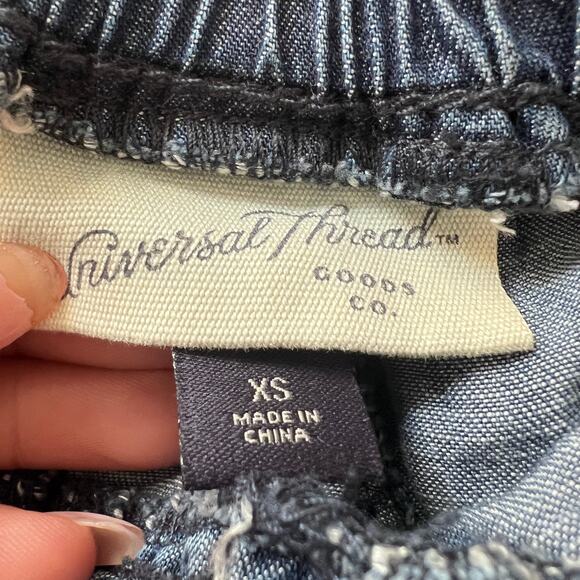 Universal Thread™
GOODS
CO.
XS
MADE IN
CHINA